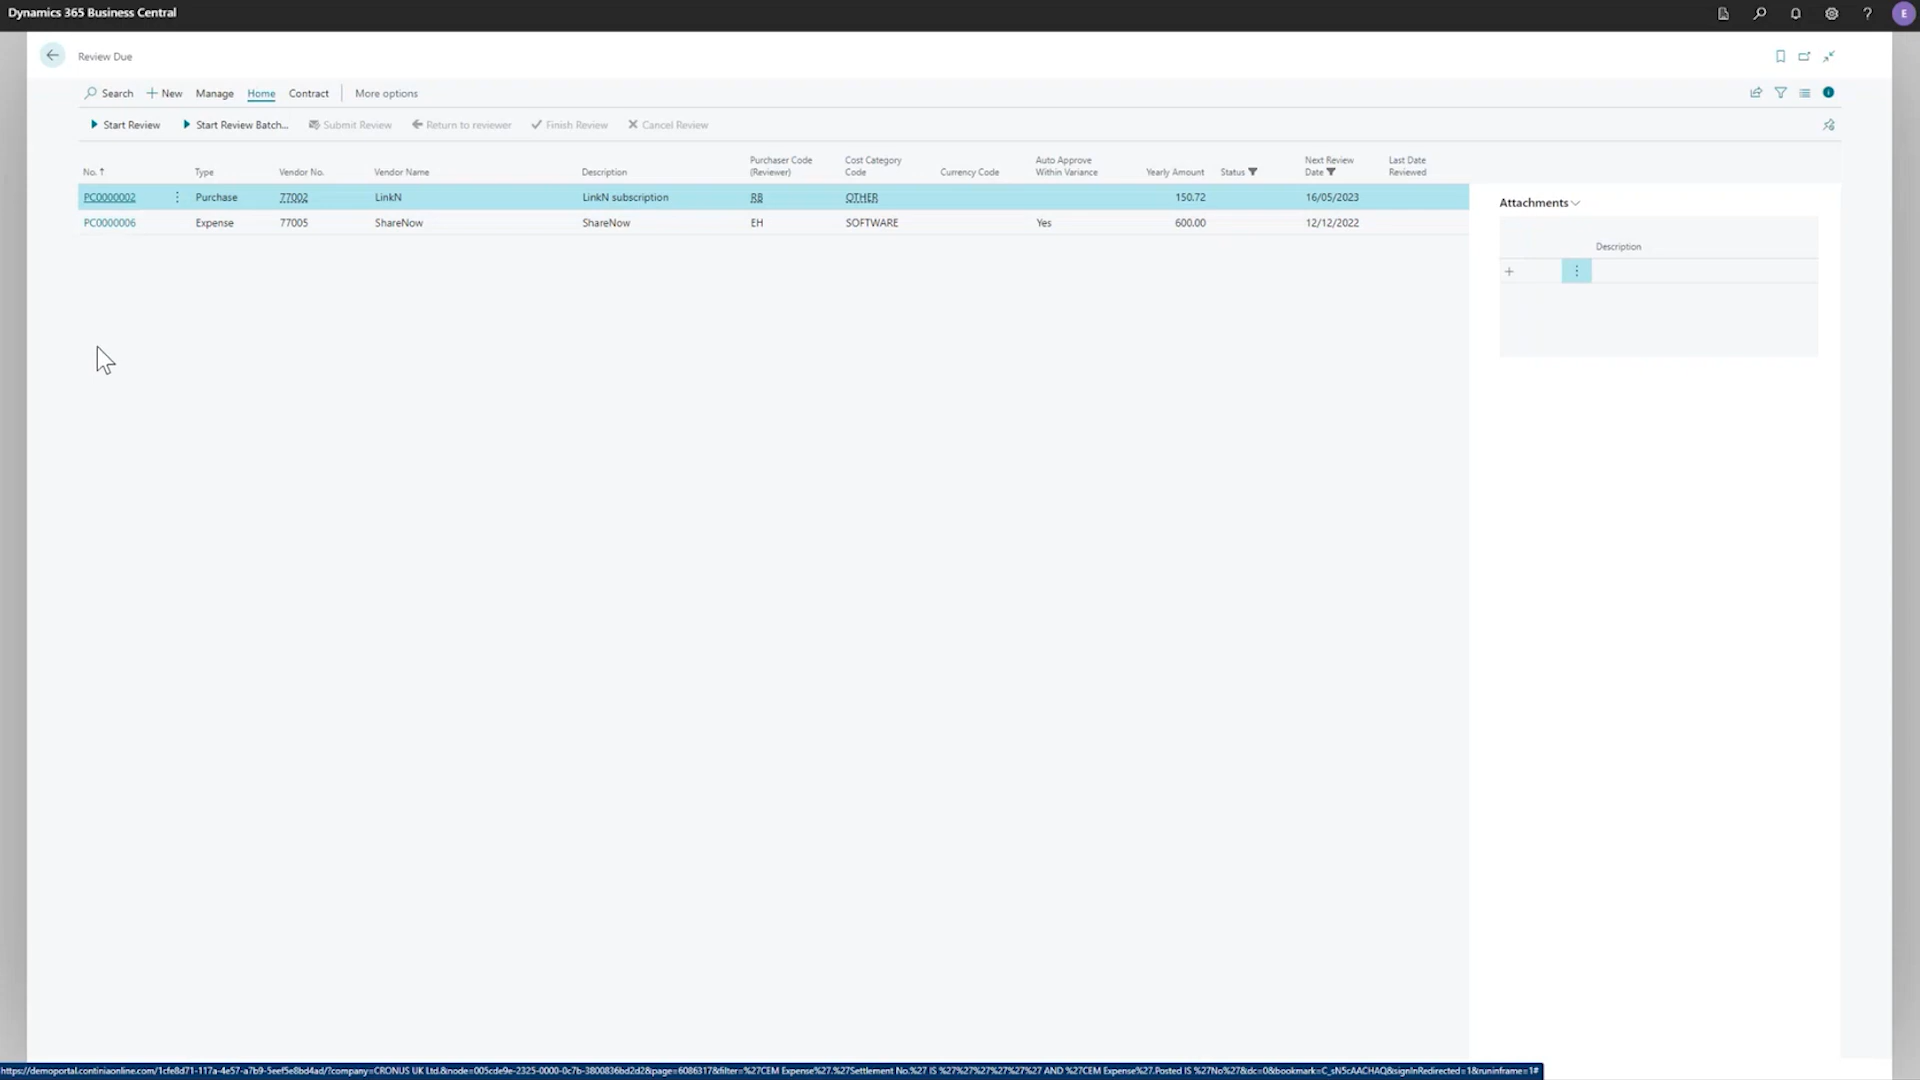 Dynamics 365 Business Central
?
E
Review Due
Search
New
Manage
Home
Contract
More options
Start Review
Start Review Batch...
Submit Review
Return to reviewer
Finish Review
Cancel Review
No. ↑
Type
Vendor No.
Vendor Name
Description
Purchaser Code
(Reviewer)
Cost Category
Code
Currency Code
Auto Approve
Within Variance
Yearly Amount
Status
Next Review
Date
Last Date
Reviewed
PC0000002 Purchase 77002 LinkN LinkN subscription RB OTHER 150.72 16/05/2023
PC0000006 Expense 77005 ShareNow ShareNow EH SOFTWARE Yes 600.00 12/12/2022
Attachments
Description